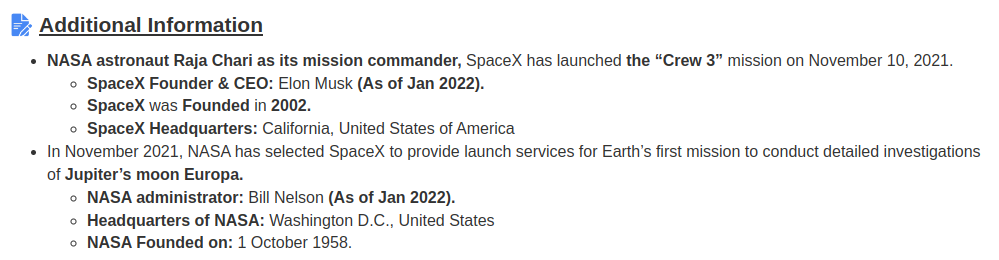 Additional Information
• NASA astronaut Raja Chari as its mission commander, SpaceX has launched the “Crew 3” mission on November 10, 2021.
◦ SpaceX Founder & CEO: Elon Musk (As of Jan 2022).
◦ SpaceX was Founded in 2002.
◦ SpaceX Headquarters: California, United States of America
• In November 2021, NASA has selected SpaceX to provide launch services for Earth’s first mission to conduct detailed investigations
of Jupiter’s moon Europa.
◦ NASA administrator: Bill Nelson (As of Jan 2022).
◦ Headquarters of NASA: Washington D.C., United States
◦ NASA Founded on: 1 October 1958.